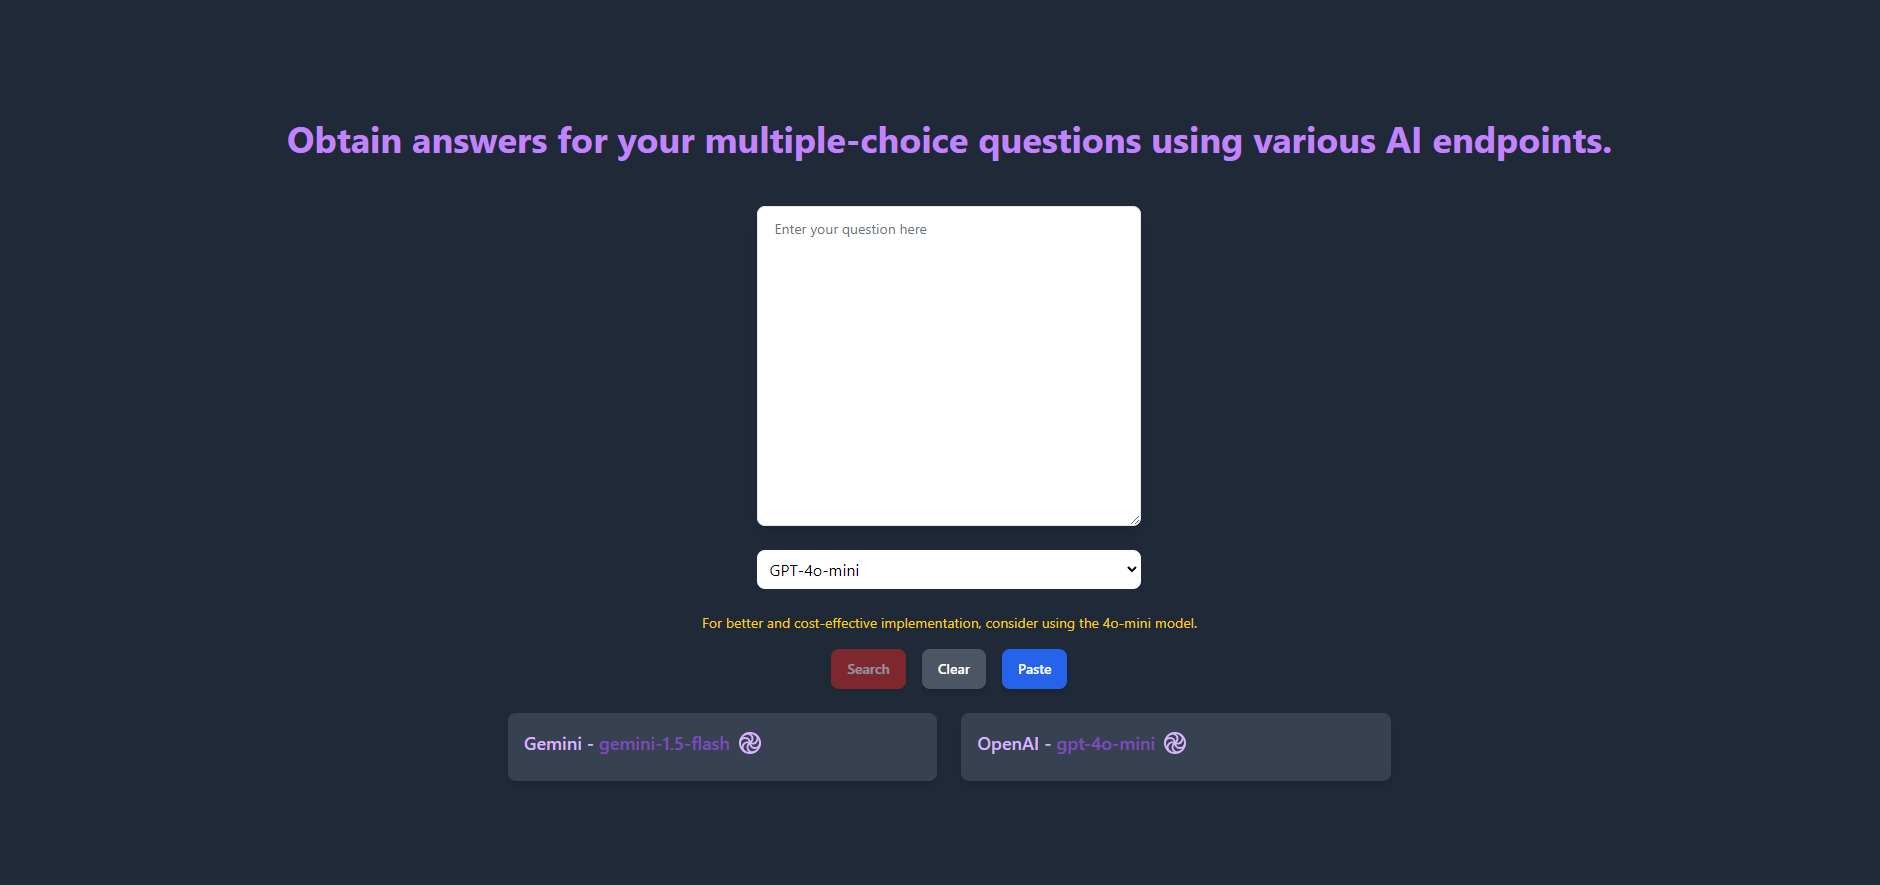 Obtain answers for your multiple-choice questions using various AI endpoints.
Enter your question here
GPT-4o-mini
For better and cost-effective implementation, consider using the 4o-mini model.
Search Clear Paste
Gemini - gemini-1.5-flash
OpenAI - gpt-4o-mini